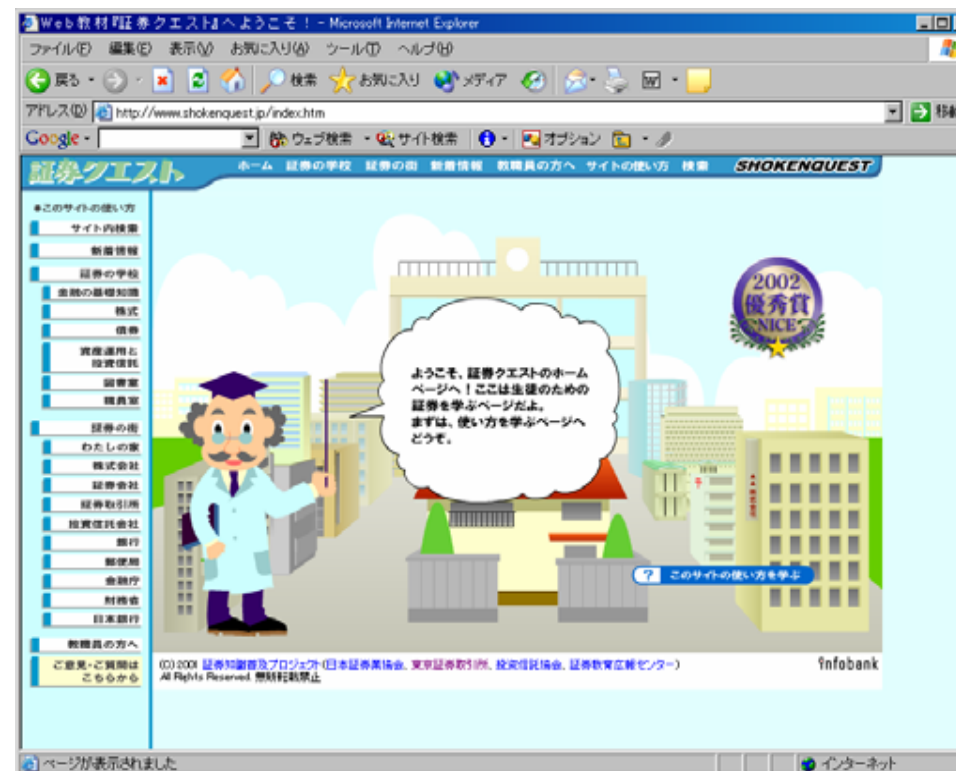 Web教材『証券クエスト』へようこそ！ - Microsoft Internet Explorer
ファイル(F) 編集(E) 表示(V) お気に入り(A) ツール(T) ヘルプ(H)
戻る 検索 お気に入り メディア
アドレス(D) http://www.shokenquest.jp/index.htm 移動
Google ウェブ検索 サイト検索 オプション
証券クエスト ホーム 証券の学校 証券の街 新着情報 教職員の方へ サイトの使い方 検索 SHOKENQUEST
●このサイトの使い方
サイト内検索
新着情報
証券の学校
金融の基礎知識
株式
債券
資産運用と
投資信託
図書室
職員室
証券の街
わたしの家
株式会社
証券会社
証券取引所
投資信託会社
銀行
郵便局
金融庁
財務省
日本銀行
教職員の方へ
ご意見・ご質問は
こちらから
2002
優秀賞
NICE
ようこそ、証券クエストのホーム
ページへ！ここは生徒のための
証券を学ぶページだよ。
まずは、使い方を学ぶページへ
どうぞ。
? このサイトの使い方を学ぶ
(C) 2001 証券知識普及プロジェクト(日本証券業協会、東京証券取引所、投資信託協会、証券教育広報センター)
All Rights Reserved. 無断転載禁止
infobank
ページが表示されました インターネット